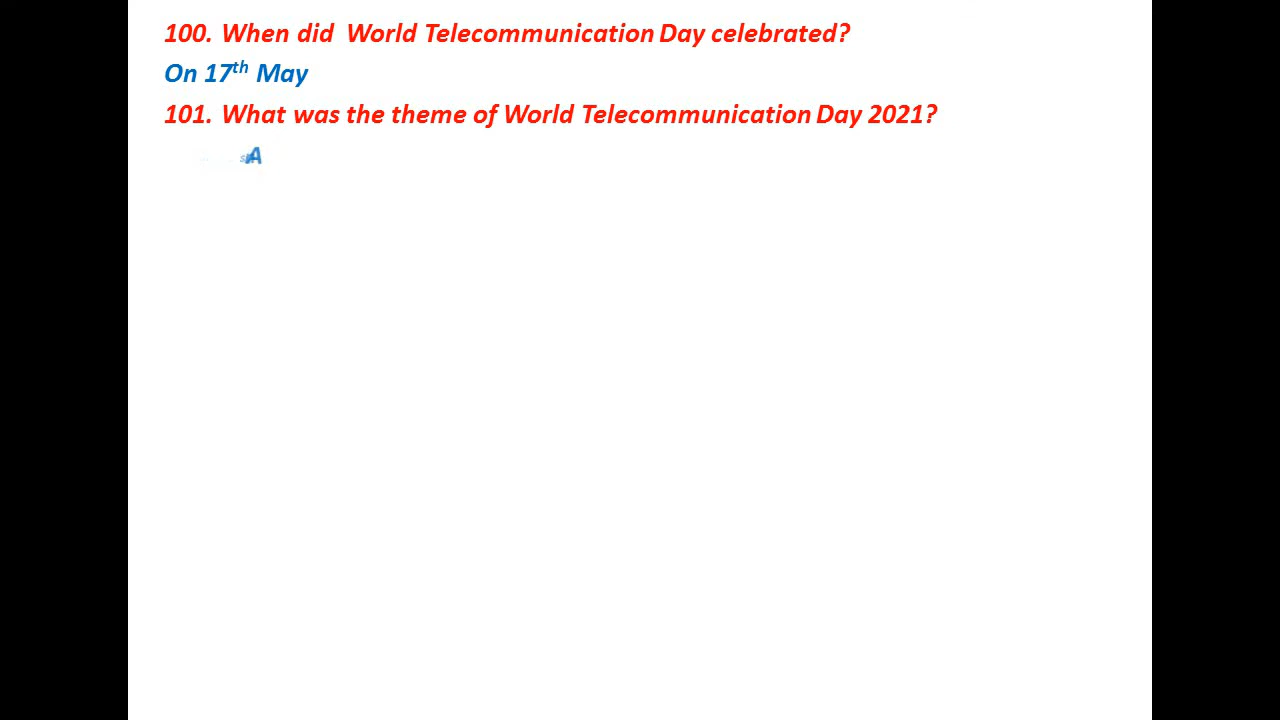 100. When did World Telecommunication Day celebrated?
On 17th May
101. What was the theme of World Telecommunication Day 2021?
A